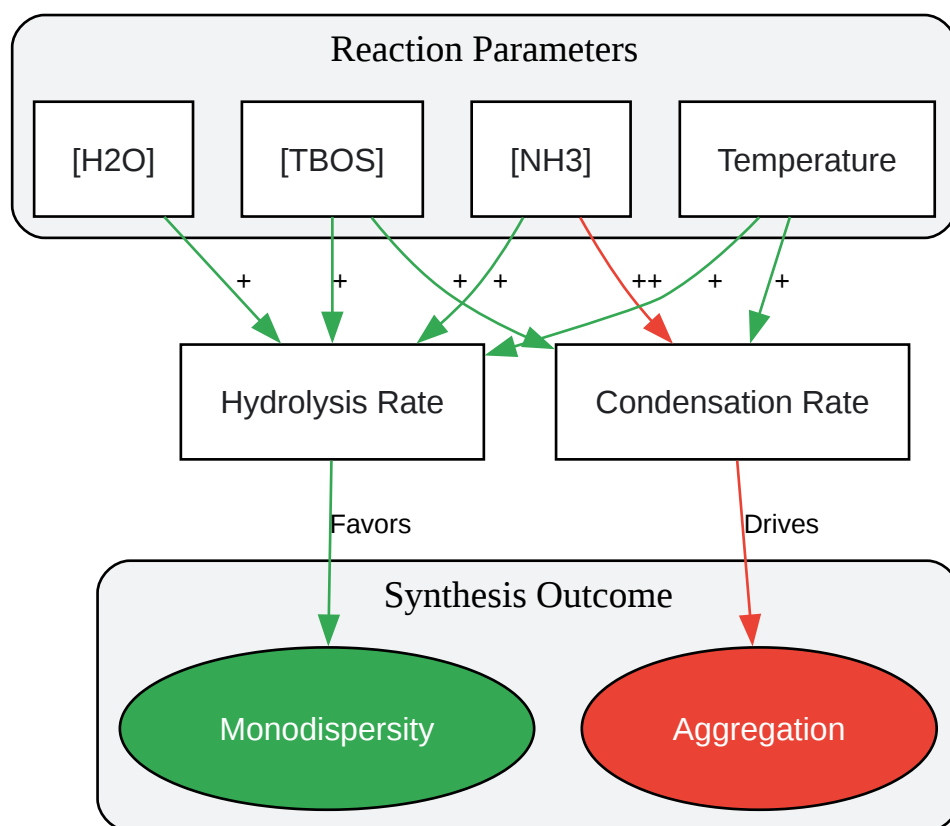 Reaction Parameters
[H2O]
[TBOS]
[NH3]
Temperature
+
+
+
+
++
+
+
Hydrolysis Rate
Condensation Rate
Favors
Drives
Synthesis Outcome
Monodispersity
Aggregation